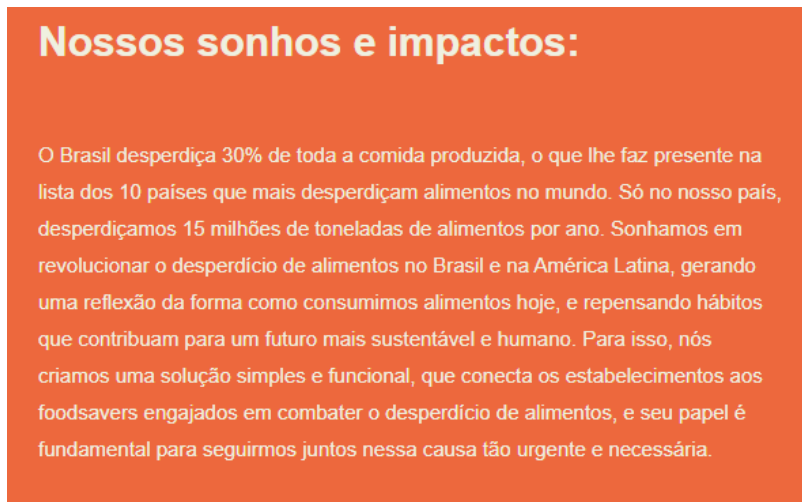 Nossos sonhos e impactos:
O Brasil desperdiça 30% de toda a comida produzida, o que lhe faz presente na
lista dos 10 países que mais desperdiçam alimentos no mundo. Só no nosso país,
desperdiçamos 15 milhões de toneladas de alimentos por ano. Sonhamos em
revolucionar o desperdício de alimentos no Brasil e na América Latina, gerando
uma reflexão da forma como consumimos alimentos hoje, e repensando hábitos
que contribuam para um futuro mais sustentável e humano. Para isso, nós
criamos uma solução simples e funcional, que conecta os estabelecimentos aos
foodsavers engajados em combater o desperdício de alimentos, e seu papel é
fundamental para seguirmos juntos nessa causa tão urgente e necessária.